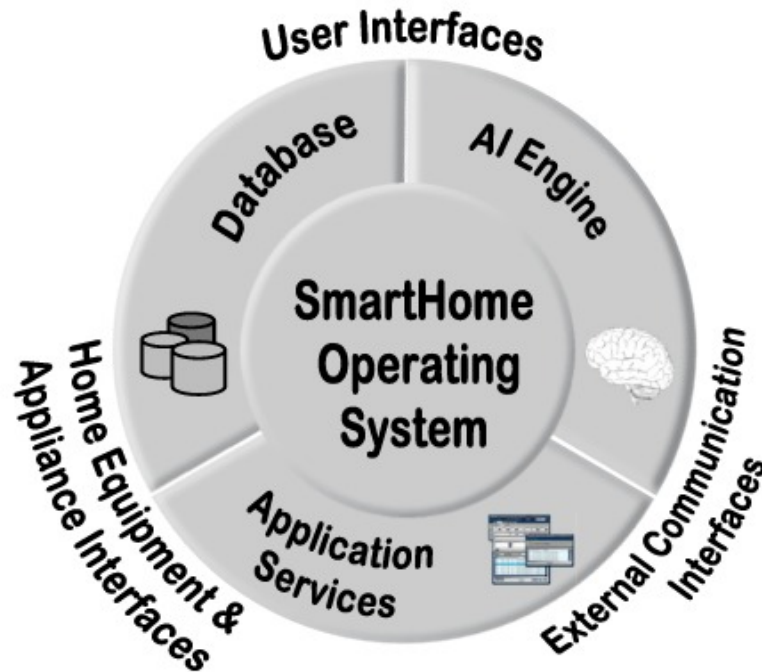 User Interfaces
Database
AI Engine
SmartHome
Operating
System
Home Equipment &
Appliance Interfaces
Application
Services
External Communication
Interfaces